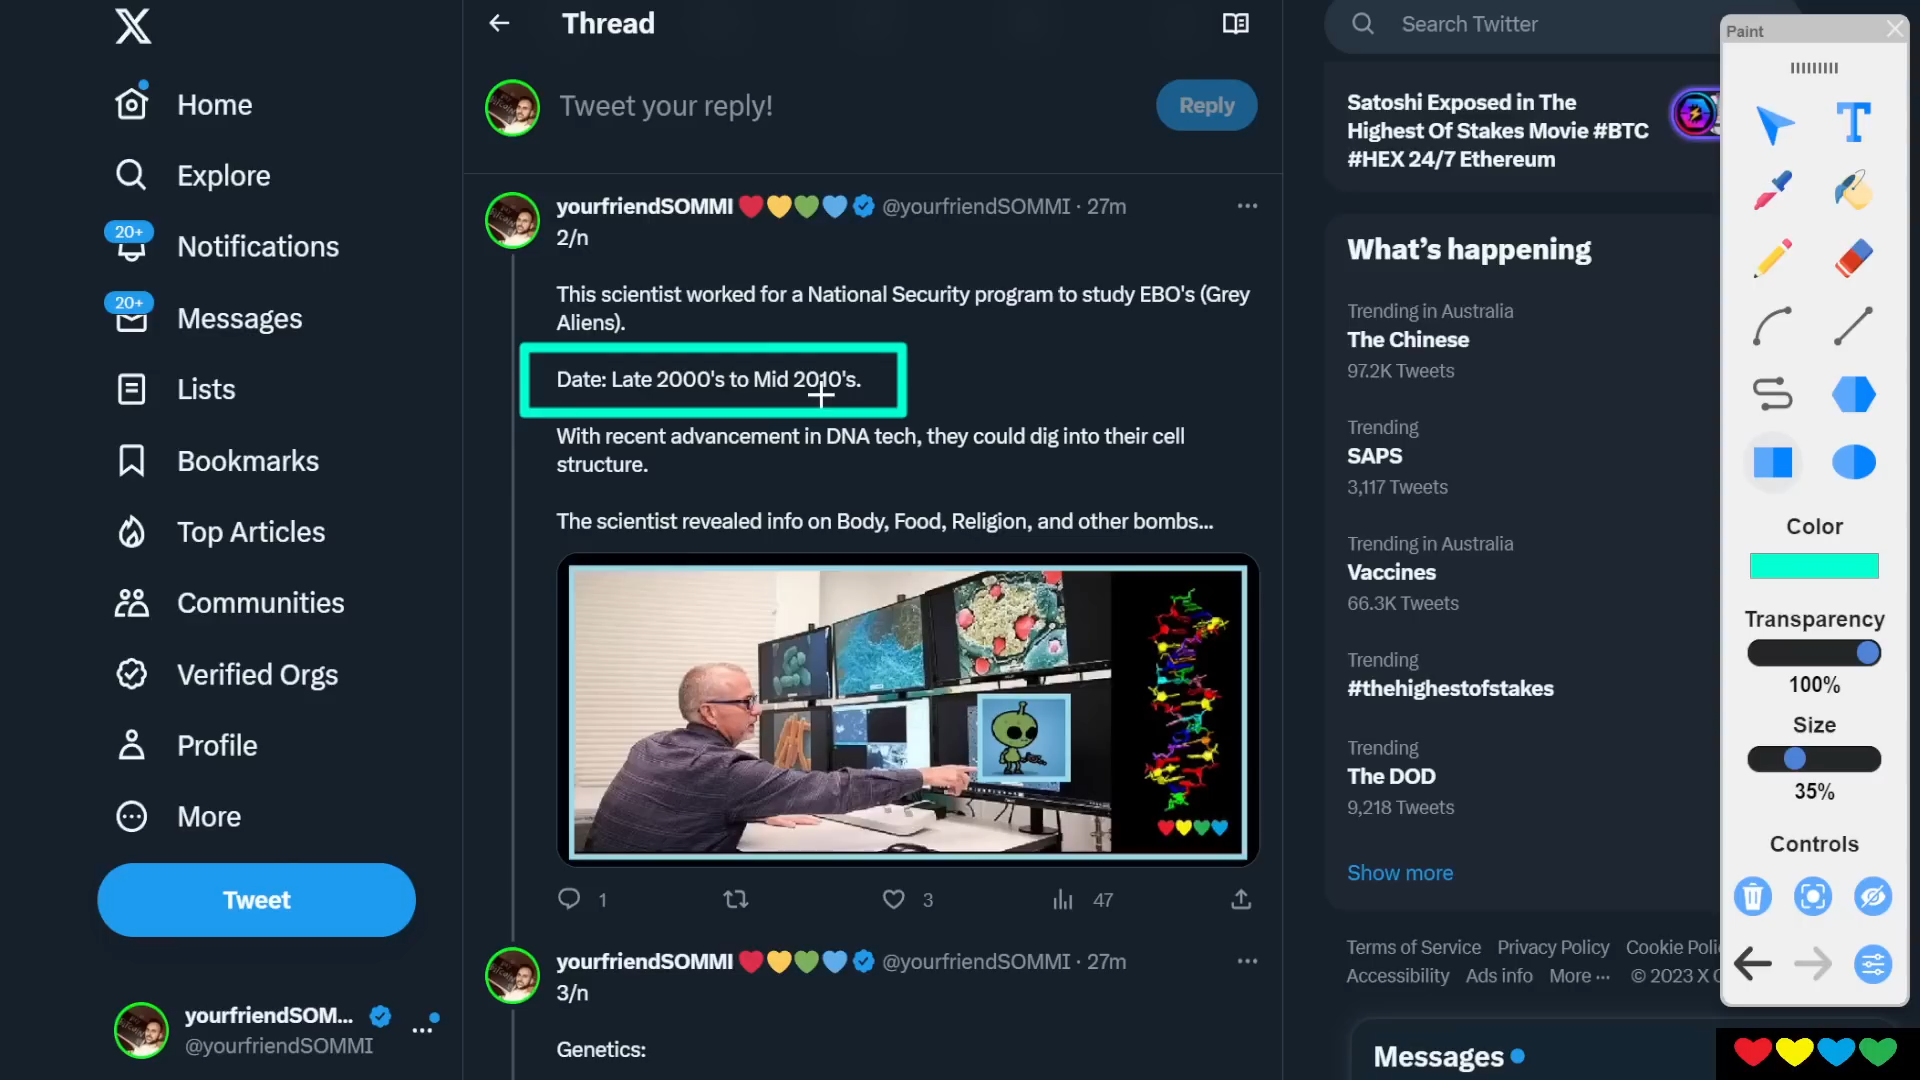 Home
Explore
20+
Notifications
20+
Messages
Lists
Bookmarks
Top Articles
Communities
Verified Orgs
Profile
More
Tweet
yourfriendSOM...
@yourfriendSOMMI
Thread
Tweet your reply!
Reply
yourfriendSOMMI @yourfriendSOMMI · 27m
2/n
This scientist worked for a National Security program to study EBO's (Grey
Aliens).
Date: Late 2000's to Mid 2010's.
With recent advancement in DNA tech, they could dig into their cell
structure.
The scientist revealed info on Body, Food, Religion, and other bombs...
1
3
47
yourfriendSOMMI @yourfriendSOMMI · 27m
3/n
Genetics:
Search Twitter
Satoshi Exposed in The
Highest Of Stakes Movie #BTC
#HEX 24/7 Ethereum
What's happening
Trending in Australia
The Chinese
97.2K Tweets
Trending
SAPS
3,117 Tweets
Trending in Australia
Vaccines
66.3K Tweets
Trending
#thehighestofstakes
Trending
The DOD
9,218 Tweets
Show more
Terms of Service Privacy Policy Cookie Polic
Accessibility Ads info More ··· © 2023 X C
Messages
Paint
T
Color
Transparency
100%
Size
35%
Controls